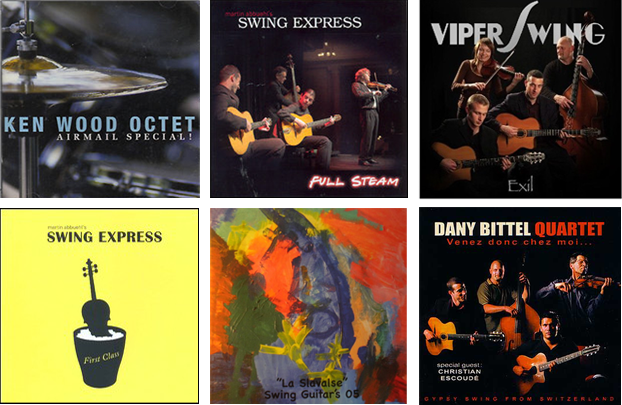 KEN WOOD OCTET
AIRMAIL SPECIAL!
martin abbuehl's
SWING EXPRESS
FULL STEAM
VIPER SWING
Exil
martin abbuehl's
SWING EXPRESS
First Class
"La Slavaise"
Swing Guitar's 05
DANY BITTEL QUARTET
Venez donc chez moi...
special guest:
CHRISTIAN
ESCOUDE
GYPSY SWING FROM SWITZERLAND